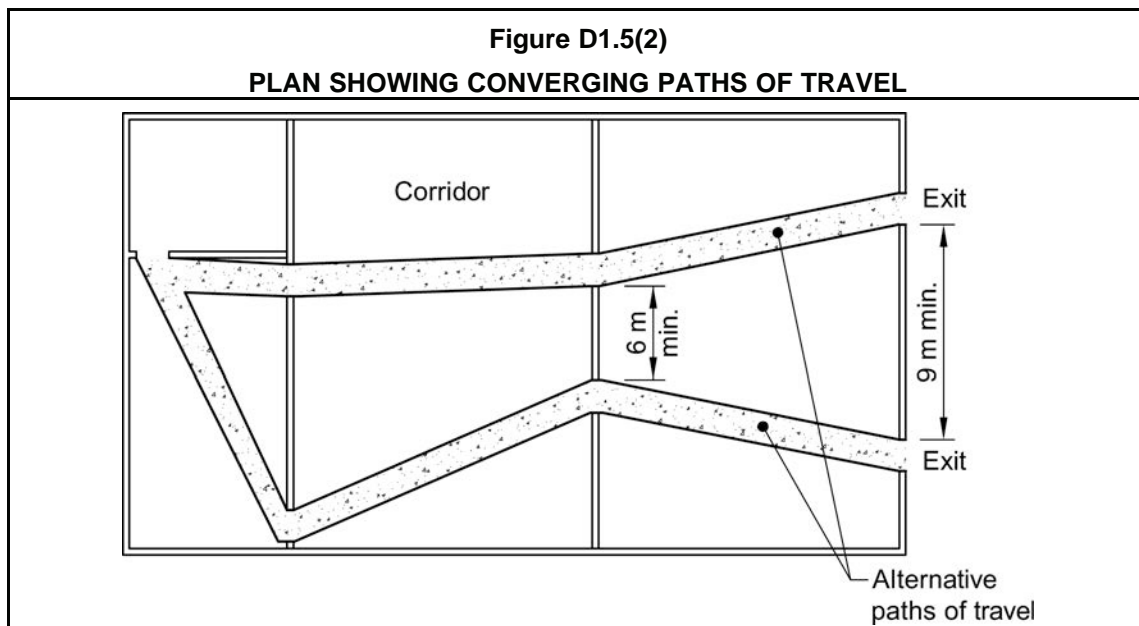 Figure D1.5(2)
PLAN SHOWING CONVERGING PATHS OF TRAVEL
Corridor
Exit
6 m
min.
9 m min.
Exit
Alternative
paths of travel